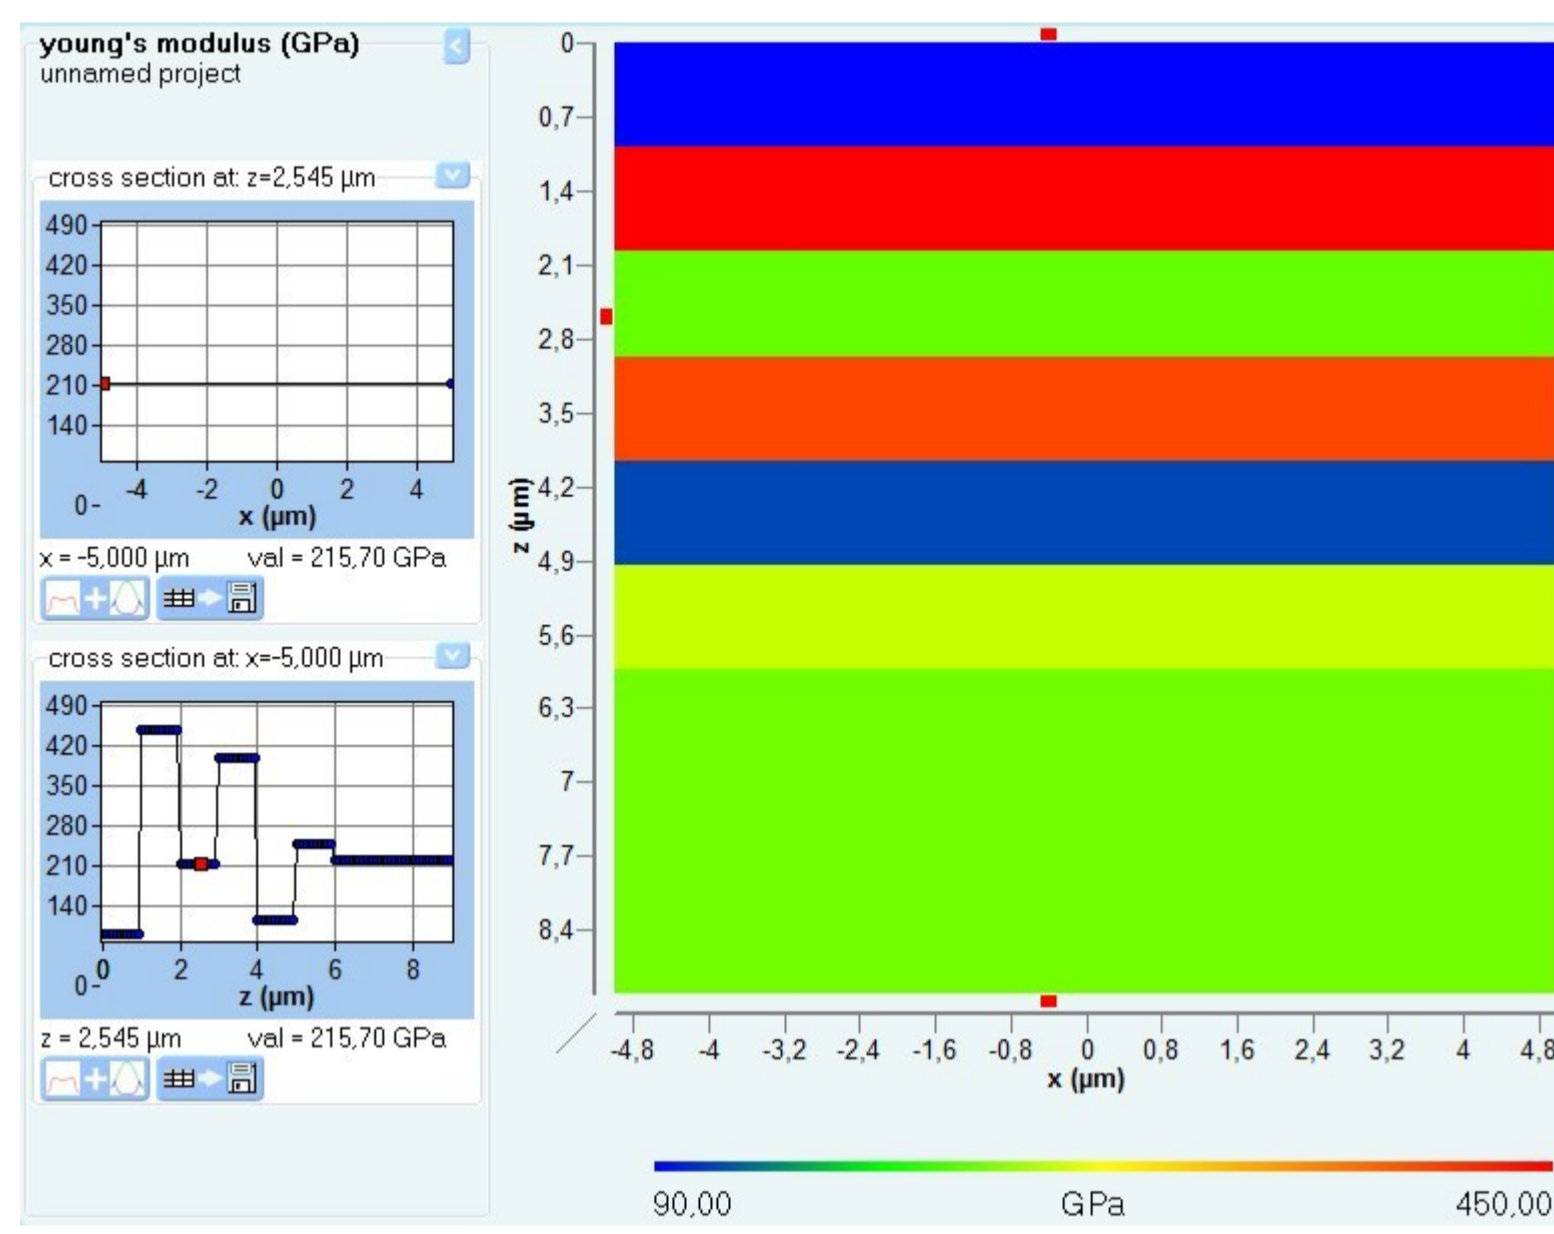 young's modulus (GPa)
unnamed project
cross section at: z=2,545 µm
490
420
350
280
210
140
0
-4 -2 0 2 4
x (µm)
x = -5,000 µm val = 215,70 GPa
cross section at: x=-5,000 µm
490
420
350
280
210
140
0
0 2 4 6 8
z (µm)
z = 2,545 µm val = 215,70 GPa
0
0,7
1,4
2,1
2,8
3,5
4,2
4,9
5,6
6,3
7
7,7
8,4
z (µm)
-4,8 -4 -3,2 -2,4 -1,6 -0,8 0 0,8 1,6 2,4 3,2 4 4,8
x (µm)
90,00 GPa 450,00